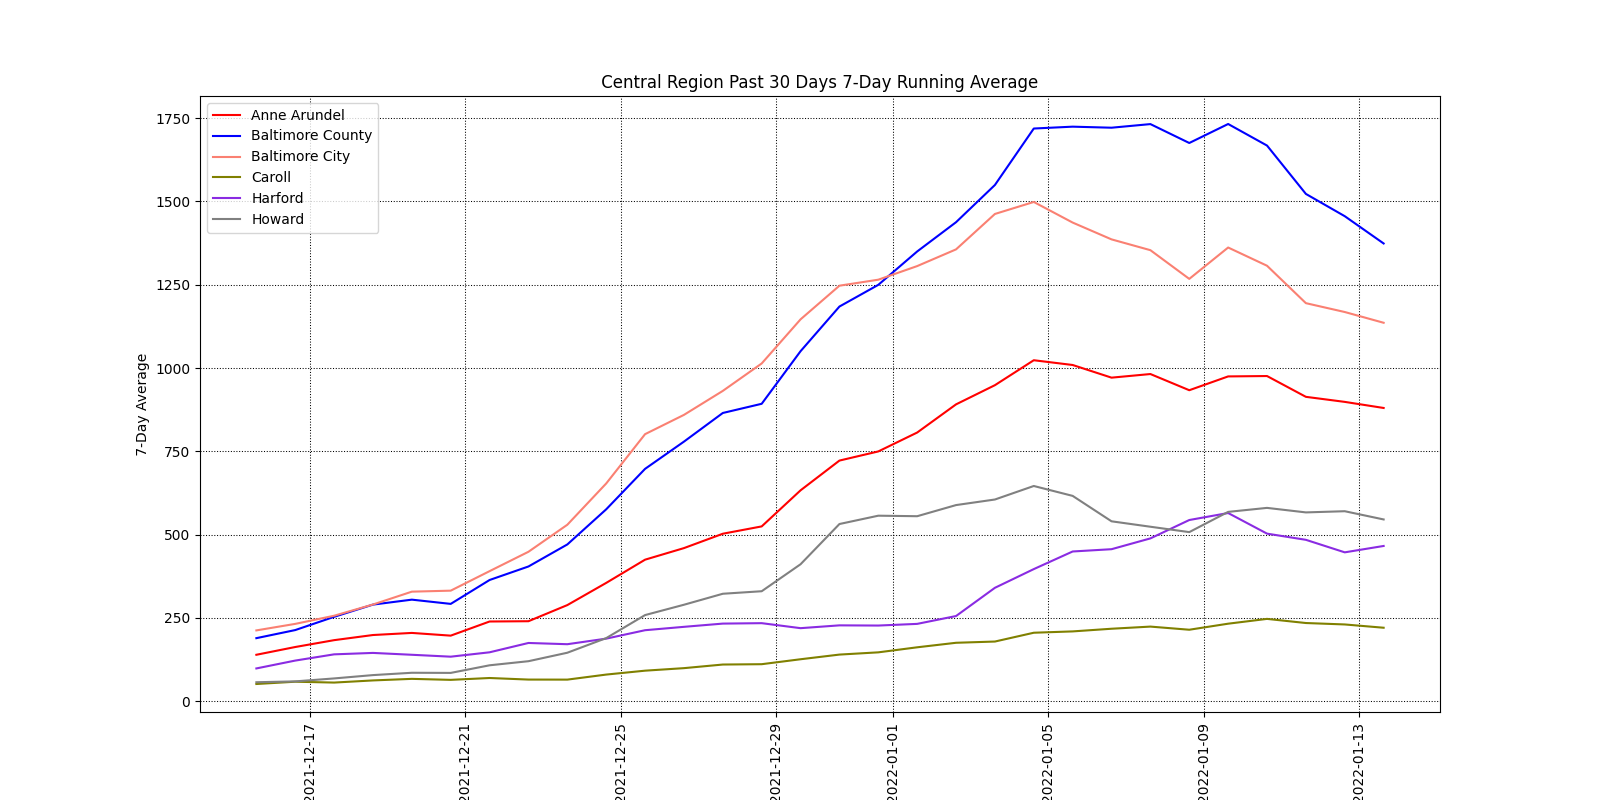 Central Region Past 30 Days 7-Day Running Average
Anne Arundel
Baltimore County
Baltimore City
Caroll
Harford
Howard
1750
1500
1250
1000
750
500
250
0
7-Day Average
2021-12-17
2021-12-21
2021-12-25
2021-12-29
2022-01-01
2022-01-05
2022-01-09
2022-01-13